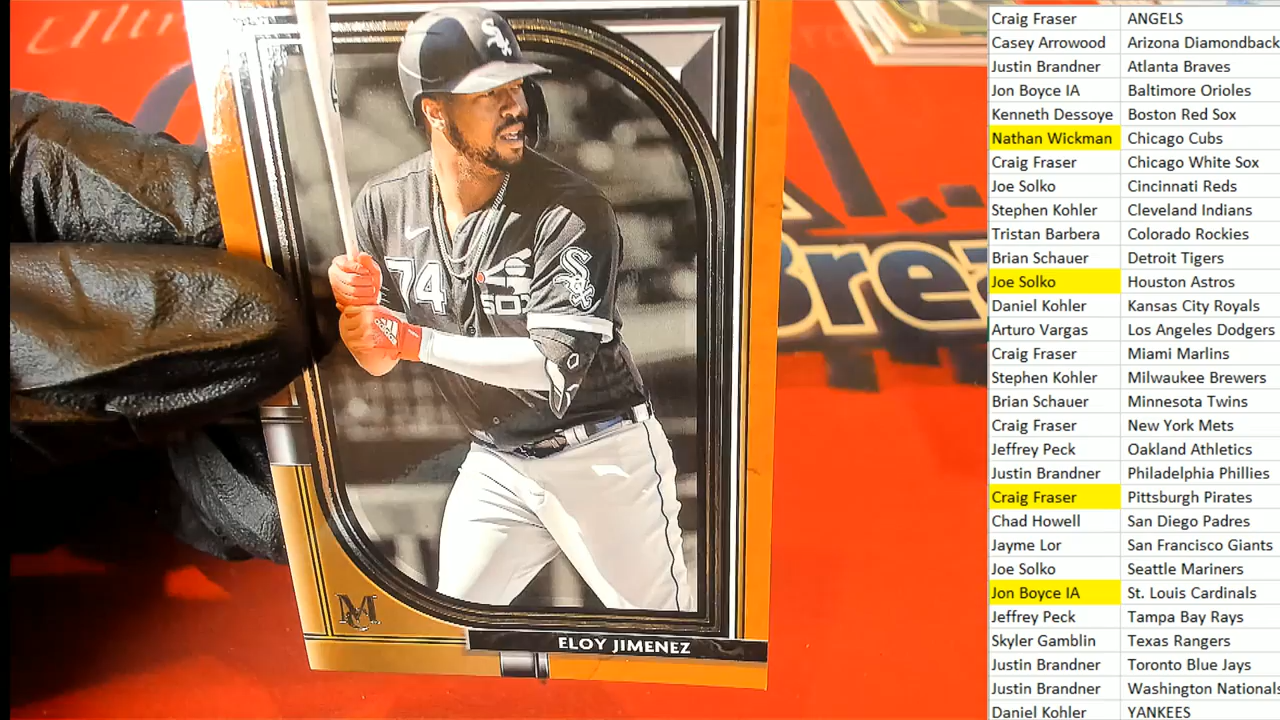 Sox
74
SOX
Sox
adidas
M
ELOY JIMENEZ
Bre
Craig Fraser ANGELS
Casey Arrowood Arizona Diamondback
Justin Brandner Atlanta Braves
Jon Boyce IA Baltimore Orioles
Kenneth Dessoye Boston Red Sox
Nathan Wickman Chicago Cubs
Craig Fraser Chicago White Sox
Joe Solko Cincinnati Reds
Stephen Kohler Cleveland Indians
Tristan Barbera Colorado Rockies
Brian Schauer Detroit Tigers
Joe Solko Houston Astros
Daniel Kohler Kansas City Royals
Arturo Vargas Los Angeles Dodgers
Craig Fraser Miami Marlins
Stephen Kohler Milwaukee Brewers
Brian Schauer Minnesota Twins
Craig Fraser New York Mets
Jeffrey Peck Oakland Athletics
Justin Brandner Philadelphia Phillies
Craig Fraser Pittsburgh Pirates
Chad Howell San Diego Padres
Jayme Lor San Francisco Giants
Joe Solko Seattle Mariners
Jon Boyce IA St. Louis Cardinals
Jeffrey Peck Tampa Bay Rays
Skyler Gamblin Texas Rangers
Justin Brandner Toronto Blue Jays
Justin Brandner Washington Nationals
Daniel Kohler YANKEES